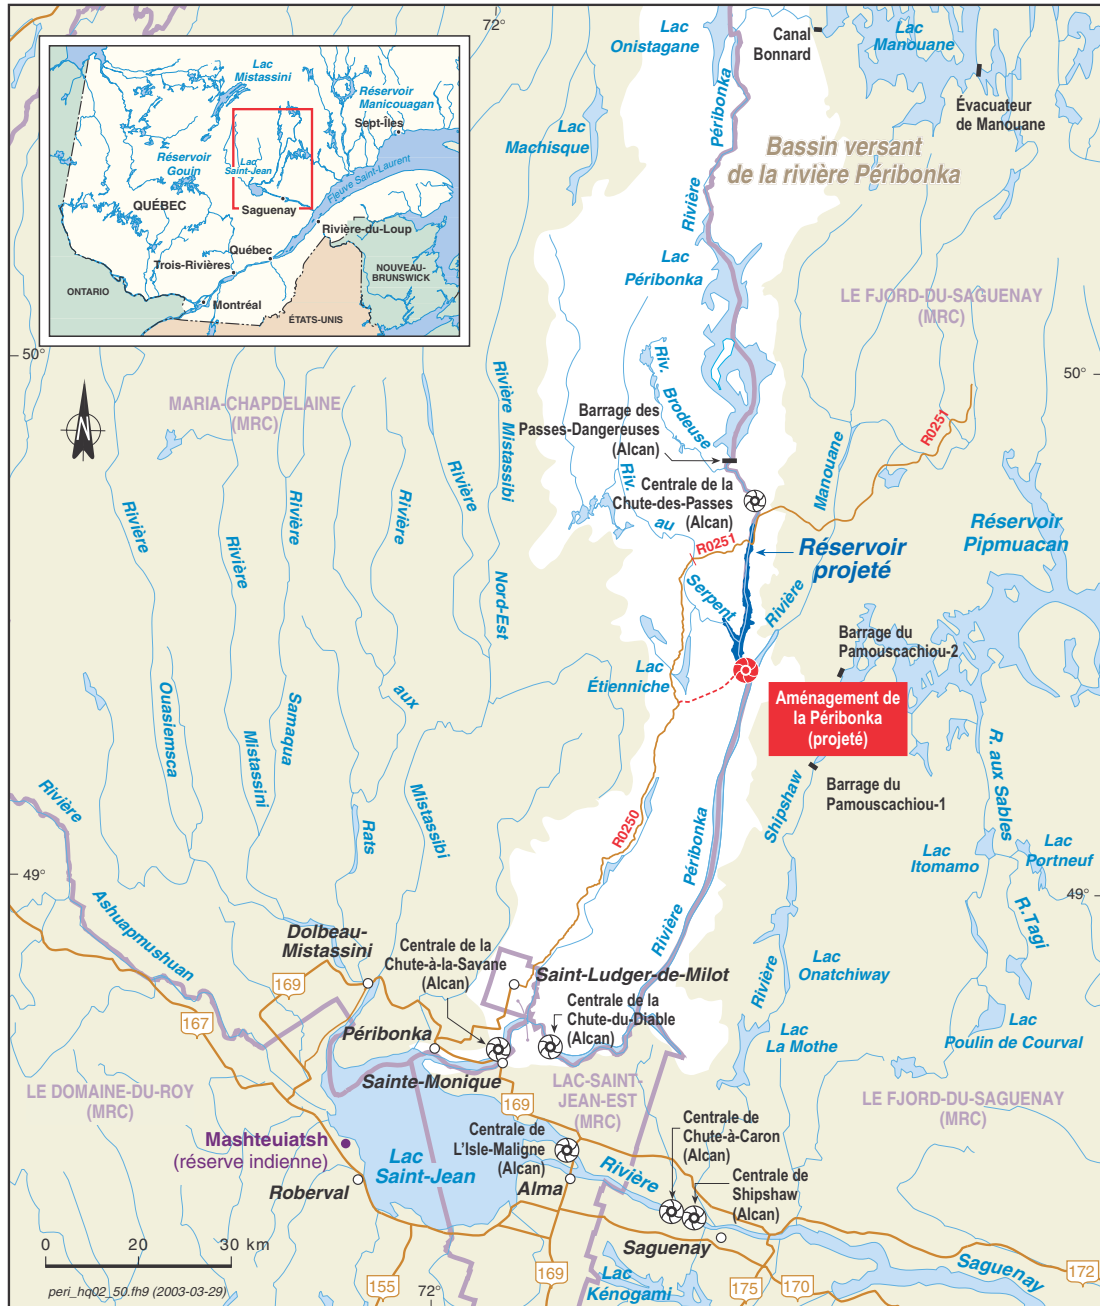 72°
Lac
Onistagane
Canal
Bonnard
Lac
Manouane
Évacuateur
de Manouane
Lac
Mistassini
Réservoir
Manicouagan
Sept-Îles
Réservoir
Gouin
Lac
Saint-Jean
Fleuve Saint-Laurent
QUÉBEC
Saguenay
Rivière-du-Loup
Québec
Trois-Rivières
NOUVEAU-
BRUNSWICK
ONTARIO
Montréal
ÉTATS-UNIS
Lac
Machisque
Péribonka
Rivière
Bassin versant
de la rivière Péribonka
Lac
Péribonka
LE FJORD-DU-SAGUENAY
(MRC)
50°
50°
MARIA-CHAPDELAINE
(MRC)
N
Rivière Mistassibi
Nord-Est
Riv.
Brodeuse
Barrage des
Passes-Dangereuses
(Alcan)
Centrale de la
Chute-des-Passes
(Alcan)
R0251
Manouane
Rivière
Riv.
au
Serpent
R0251
Réservoir
projeté
Réservoir
Pipmuacan
Rivière
Ouasiemsca
Rivière
Mistassini
Rivière
Samaqua
Rivière
aux
Rats
Rivière
Mistassibi
Lac
Étienniche
Barrage du
Pamouscachiou-2
Aménagement de
la Péribonka
(projeté)
Barrage du
Pamouscachiou-1
R. aux Sables
Shipshaw
Rivière
Lac
Itomamo
Lac
Portneuf
R0250
Péribonka
Rivière
49°
49°
Rivière
Ashuapmushuan
R.Tagi
Dolbeau-
Mistassini
Centrale de la
Chute-à-la-Savane
(Alcan)
Saint-Ludger-de-Milot
Lac
Onatchiway
169
167
Centrale de la
Chute-du-Diable
(Alcan)
Péribonka
Sainte-Monique
Lac
La Mothe
Lac
Poulin de Courval
LE DOMAINE-DU-ROY
(MRC)
LAC-SAINT-
JEAN-EST
(MRC)
LE FJORD-DU-SAGUENAY
(MRC)
169
Mashteuiatsh
(réserve indienne)
Centrale de
L'Isle-Maligne
(Alcan)
Centrale de
Chute-à-Caron
(Alcan)
Lac
Saint-Jean
Rivière
Centrale de
Shipshaw
(Alcan)
Roberval
Alma
Saguenay
Saguenay
0 20 30 km
155
169
Lac
Kénogami
175
170
172
peri_hq02_50.fh9 (2003-03-29)
72°